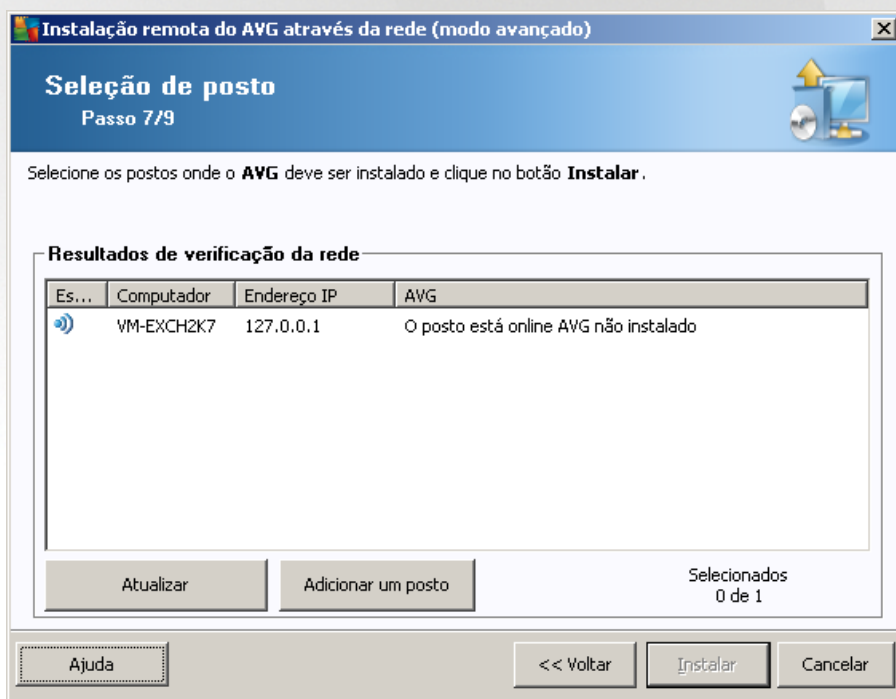 Instalação remota do AVG através da rede (modo avançado)
Seleção de posto
Passo 7/9
Selecione os postos onde o AVG deve ser instalado e clique no botão Instalar.
Resultados de verificação da rede
Es... Computador Endereço IP AVG
VM-EXCH2K7 127.0.0.1 O posto está online AVG não instalado
Atualizar Adicionar um posto Selecionados
0 de 1
Ajuda << Voltar Instalar Cancelar